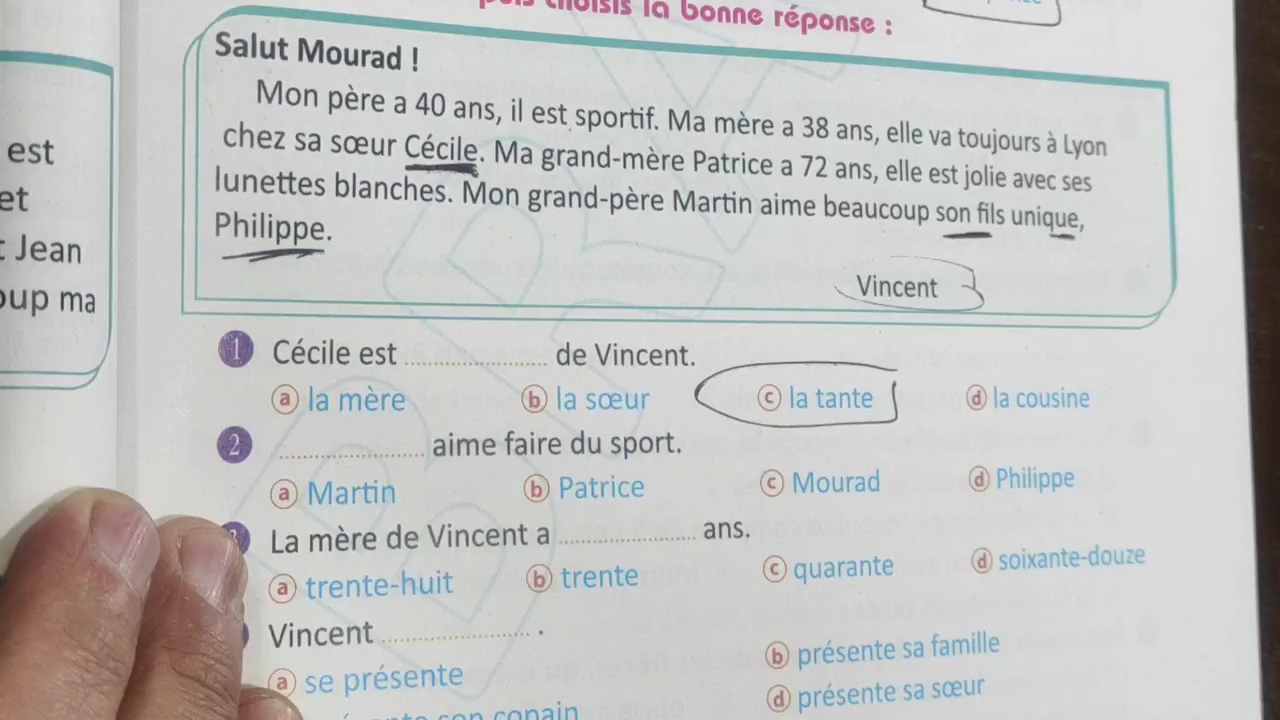 choisis la bonne réponse :
Salut Mourad !
Mon père a 40 ans, il est sportif. Ma mère a 38 ans, elle va toujours à Lyon
chez sa sœur Cécile. Ma grand-mère Patrice a 72 ans, elle est jolie avec ses
lunettes blanches. Mon grand-père Martin aime beaucoup son fils unique,
Philippe.
Vincent
est
et
Jean
ma
1 Cécile est .................... de Vincent.
a la mère b la sœur c la tante d la cousine
2 .................... aime faire du sport.
a Martin b Patrice c Mourad d Philippe
3 La mère de Vincent a .................... ans.
a trente-huit b trente c quarante d soixante-douze
Vincent .................... .
a se présente b présente sa famille
son copain d présente sa sœur